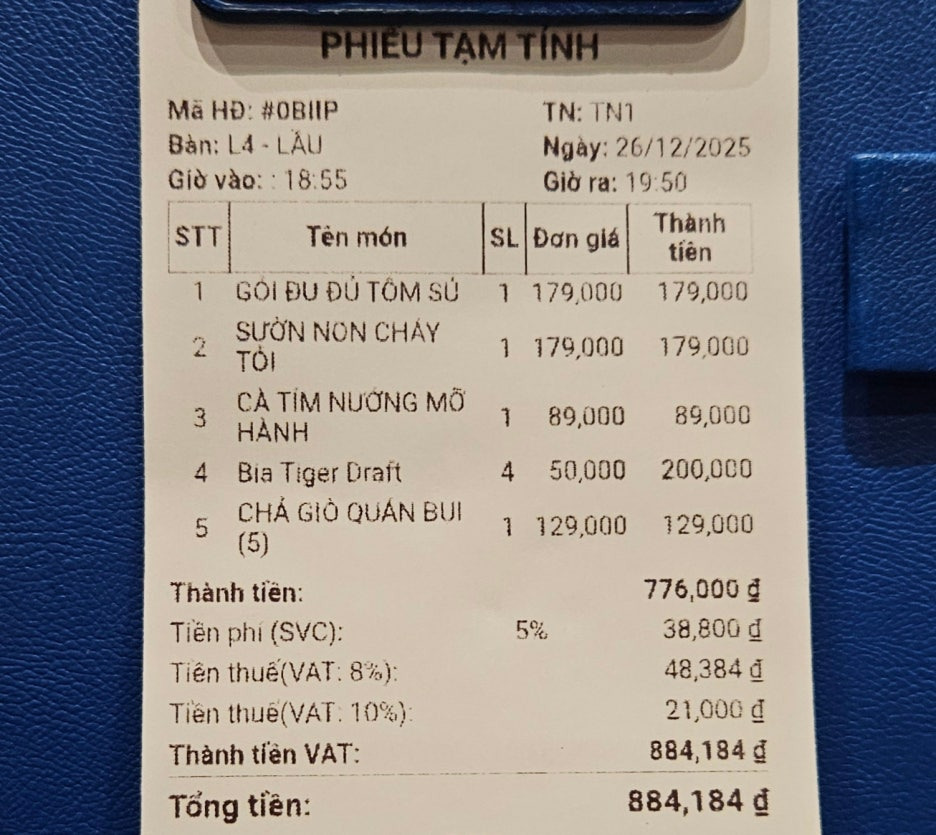 PHIẾU TẠM TÍNH
Mã HĐ: #0BIIP TN: TN1
Bàn: L4 - LẦU Ngày: 26/12/2025
Giờ vào: : 18:55 Giờ ra: 19:50
STT Tên món SL Đơn giá Thành tiền
1 GỎI ĐU ĐỦ TÔM SÚ 1 179,000 179,000
2 SƯỜN NON CHÁY 1 179,000 179,000
TỎI
3 CÀ TÍM NƯỚNG MỠ 1 89,000 89,000
HÀNH
4 Bia Tiger Draft 4 50,000 200,000
5 CHẢ GIÒ QUÁN BỤI 1 129,000 129,000
(5)
Thành tiền: 776,000 ₫
Tiền phí (SVC): 5% 38,800 ₫
Tiền thuế(VAT: 8%): 48,384 ₫
Tiền thuế(VAT: 10%): 21,000 ₫
Thành tiền VAT: 884,184 ₫
Tổng tiền: 884,184 ₫